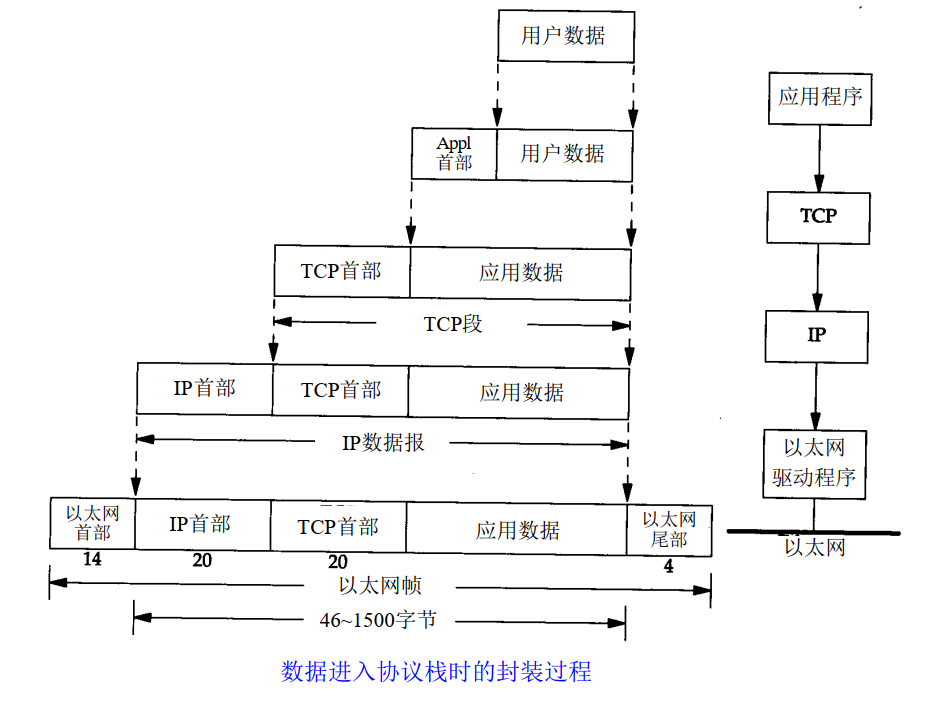 用户数据
应用程序
Appl
首部
用户数据
TCP
TCP首部
应用数据
TCP段
IP
IP首部
TCP首部
应用数据
IP数据报
以太网
驱动程序
以太网
首部
IP首部
TCP首部
应用数据
以太网
尾部
以太网
14
20
20
4
以太网帧
46~1500字节
数据进入协议栈时的封装过程